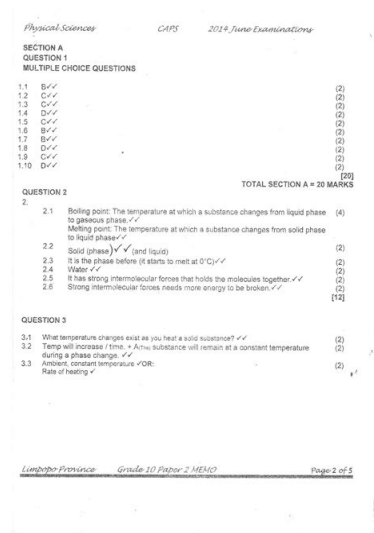 Physical Sciences CAPS 2014 June Examinations
SECTION A
QUESTION 1
MULTIPLE CHOICE QUESTIONS
1.1 B✓✓ (2)
1.2 C✓✓ (2)
1.3 C✓✓ (2)
1.4 D✓✓ (2)
1.5 C✓✓ (2)
1.6 B✓✓ (2)
1.7 B✓✓ (2)
1.8 D✓✓ (2)
1.9 C✓✓ (2)
1.10 D✓✓ (2)
[20]
TOTAL SECTION A = 20 MARKS
QUESTION 2
2.
2.1 Boiling point: The temperature at which a substance changes from liquid phase (4)
to gaseous phase.✓✓
Melting point: The temperature at which a substance changes from solid phase
to liquid phase✓✓
2.2 Solid (phase)✓✓ (and liquid) (2)
2.3 It is the phase before (it starts to melt at 0°C)✓✓ (2)
2.4 Water ✓✓ (2)
2.5 It has strong intermolecular forces that holds the molecules together.✓✓ (2)
2.6 Strong intermolecular forces needs more energy to be broken.✓✓ (2)
[12]
QUESTION 3
3.1 What temperature changes exist as you heat a solid substance? ✓✓ (2)
3.2 Temp will increase / time. + substance will remain at a constant temperature (2)
during a phase change. ✓✓
3.3 Ambient, constant temperature ✓OR: (2)
Rate of heating ✓
Limpopo Province Grade 10 Paper 2 MEMO Page 2 of 5